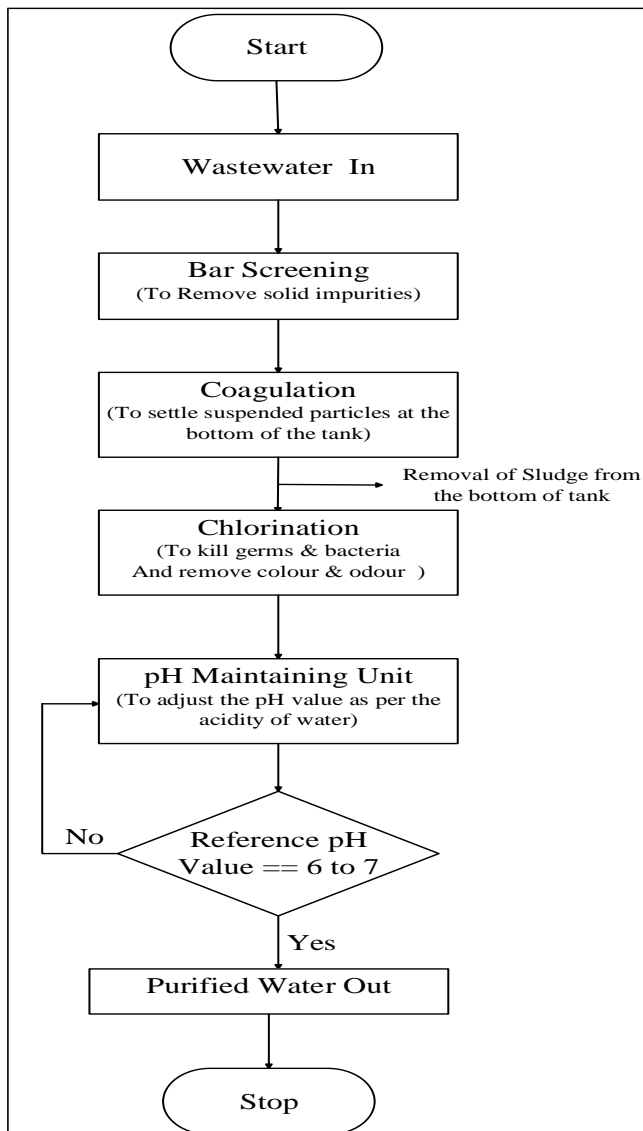 Start
Wastewater In
Bar Screening
(To Remove solid impurities)
Coagulation
(To settle suspended particles at the
bottom of the tank)
Removal of Sludge from
the bottom of tank
Chlorination
(To kill germs & bacteria
And remove colour & odour )
pH Maintaining Unit
(To adjust the pH value as per the
acidity of water)
No
Reference pH
Value == 6 to 7
Yes
Purified Water Out
Stop